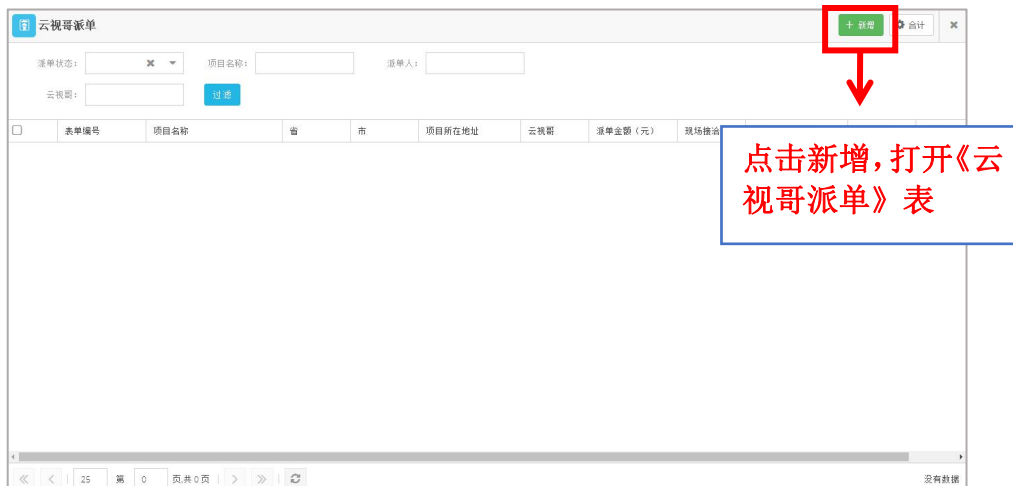 云视哥派单
+ 新增
合计
派单状态：
项目名称：
派单人：
云视哥：
过滤
表单编号 项目名称 省 市 项目所在地址 云视哥 派单金额（元） 现场接洽
点击新增，打开《云
视哥派单》表
25 第 0 页,共 0 页
没有数据